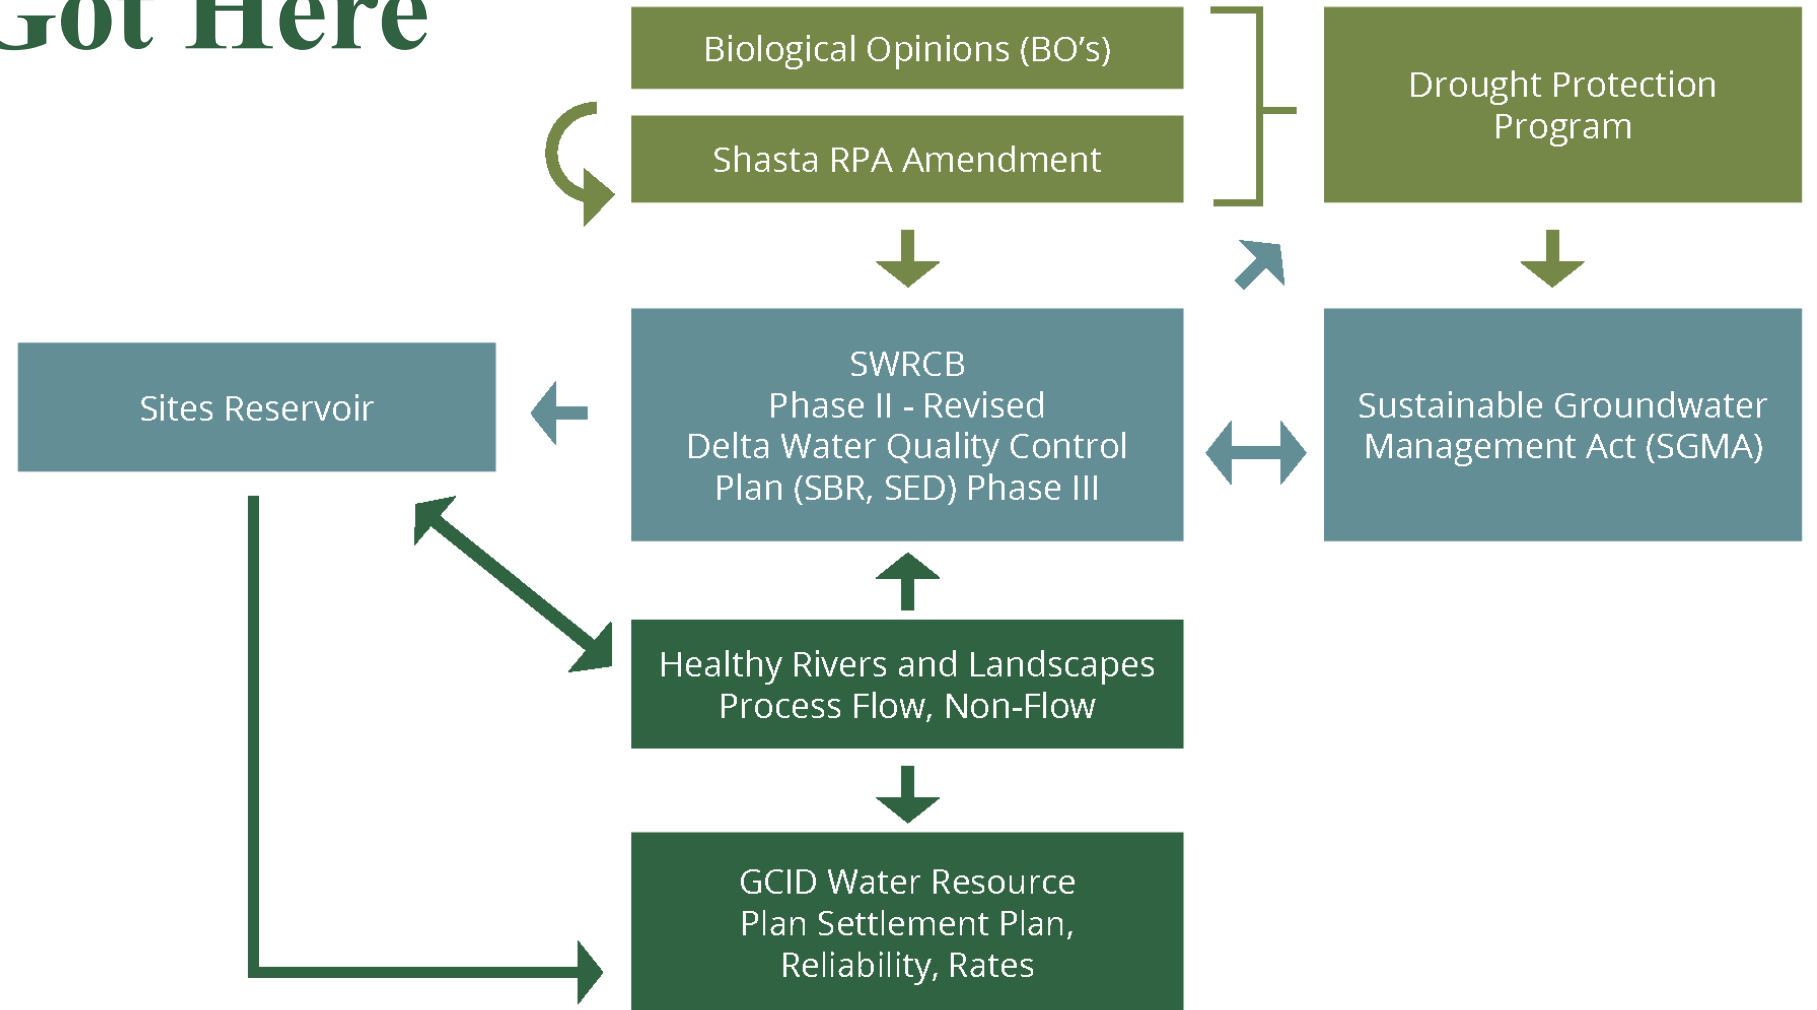 Got Here
Biological Opinions (BO’s)
Shasta RPA Amendment
Drought Protection
Program
Sites Reservoir
SWRCB
Phase II - Revised
Delta Water Quality Control
Plan (SBR, SED) Phase III
Sustainable Groundwater
Management Act (SGMA)
Healthy Rivers and Landscapes
Process Flow, Non-Flow
GCID Water Resource
Plan Settlement Plan,
Reliability, Rates